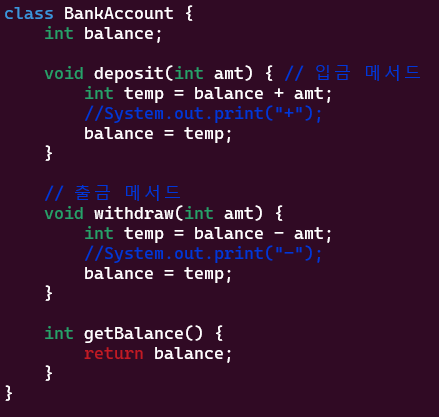 class BankAccount {
    int balance;

    void deposit(int amt) { // 입금 메서드
        int temp = balance + amt;
        //System.out.print("+");
        balance = temp;
    }

    // 출금 메서드
    void withdraw(int amt) {
        int temp = balance - amt;
        //System.out.print("-");
        balance = temp;
    }

    int getBalance() {
        return balance;
    }
}